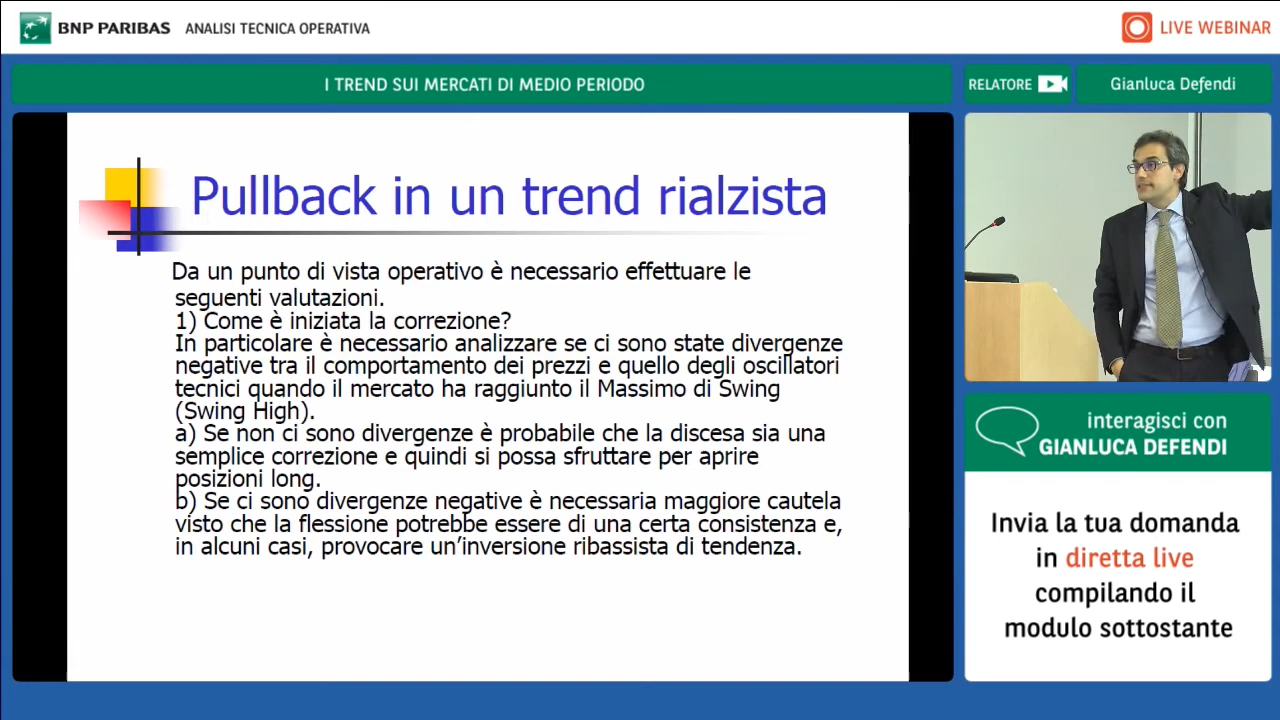 BNP PARIBAS ANALISI TECNICA OPERATIVA
LIVE WEBINAR
I TREND SUI MERCATI DI MEDIO PERIODO
RELATORE
Gianluca Defendi
Pullback in un trend rialzista
Da un punto di vista operativo è necessario effettuare le
seguenti valutazioni.
1) Come è iniziata la correzione?
In particolare è necessario analizzare se ci sono state divergenze
negative tra il comportamento dei prezzi e quello degli oscillatori
tecnici quando il mercato ha raggiunto il Massimo di Swing
(Swing High).
a) Se non ci sono divergenze è probabile che la discesa sia una
semplice correzione e quindi si possa sfruttare per aprire
posizioni long.
b) Se ci sono divergenze negative è necessaria maggiore cautela
visto che la flessione potrebbe essere di una certa consistenza e,
in alcuni casi, provocare un’inversione ribassista di tendenza.
interagisci con
GIANLUCA DEFENDI
Invia la tua domanda
in diretta live
compilando il
modulo sottostante